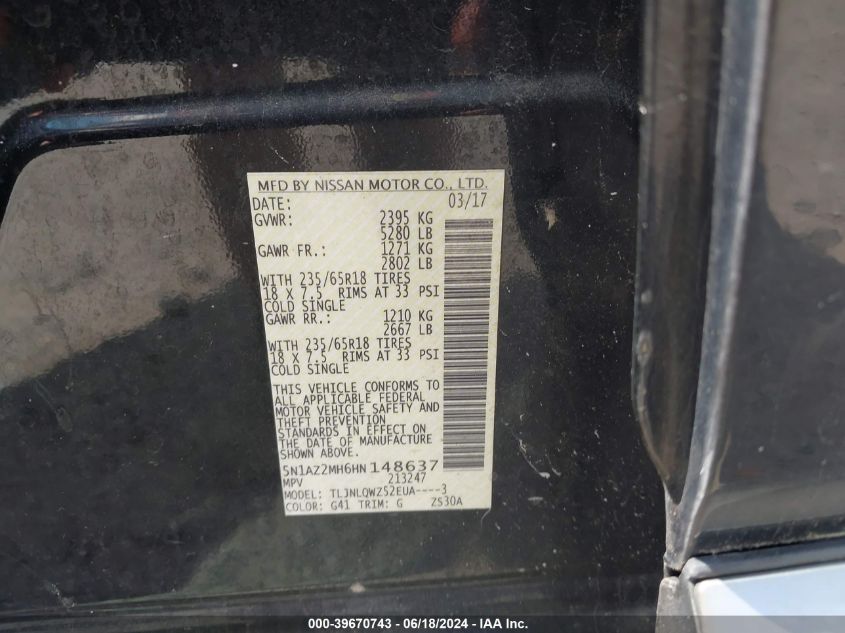 MFD BY NISSAN MOTOR CO., LTD.
DATE: 03/17
GVWR: 2395 KG
5280 LB
GAWR FR.: 1271 KG
2802 LB
WITH 235/65R18 TIRES
18 X 7.5 RIMS AT 33 PSI
COLD SINGLE
GAWR RR.: 1210 KG
2667 LB
WITH 235/65R18 TIRES
18 X 7.5 RIMS AT 33 PSI
COLD SINGLE
THIS VEHICLE CONFORMS TO
ALL APPLICABLE FEDERAL
MOTOR VEHICLE SAFETY AND
THEFT PREVENTION
STANDARDS IN EFFECT ON
THE DATE OF MANUFACTURE
SHOWN ABOVE.
5N1AZ2MH6HN148637
MPV 213247
MODEL: TLJNLQWZ52EUA----3
COLOR: G41 TRIM: G ZS30A
000-39670743 - 06/18/2024 - IAA Inc.